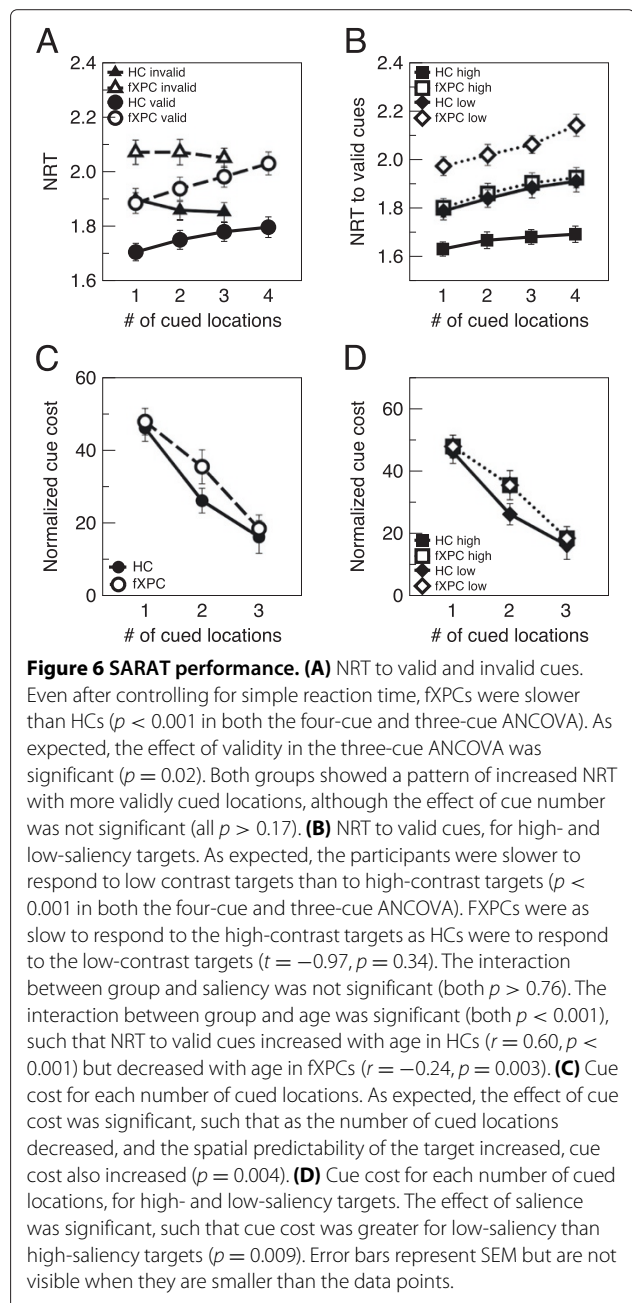 A
2.4
2.2
2.0
1.8
1.6
NRT
HC invalid
fXPC invalid
HC valid
fXPC valid
1 2 3 4
# of cued locations
B
2.4
2.2
2.0
1.8
1.6
NRT to valid cues
HC high
fXPC high
HC low
fXPC low
1 2 3 4
# of cued locations
C
60
40
20
0
Normalized cue cost
HC
fXPC
1 2 3
# of cued locations
D
60
40
20
0
Normalized cue cost
HC high
fXPC high
HC low
fXPC low
1 2 3
# of cued locations
Figure 6 SARAT performance. (A) NRT to valid and invalid cues.
Even after controlling for simple reaction time, fXPCs were slower
than HCs (p < 0.001 in both the four-cue and three-cue ANCOVA). As
expected, the effect of validity in the three-cue ANCOVA was
significant (p = 0.02). Both groups showed a pattern of increased NRT
with more validly cued locations, although the effect of cue number
was not significant (all p > 0.17). (B) NRT to valid cues, for high- and
low-saliency targets. As expected, the participants were slower to
respond to low contrast targets than to high-contrast targets (p <
0.001 in both the four-cue and three-cue ANCOVA). FXPCs were as
slow to respond to the high-contrast targets as HCs were to respond
to the low-contrast targets (t = −0.97, p = 0.34). The interaction
between group and saliency was not significant (both p > 0.76). The
interaction between group and age was significant (both p < 0.001),
such that NRT to valid cues increased with age in HCs (r = 0.60, p <
0.001) but decreased with age in fXPCs (r = −0.24, p = 0.003). (C) Cue
cost for each number of cued locations. As expected, the effect of cue
cost was significant, such that as the number of cued locations
decreased, and the spatial predictability of the target increased, cue
cost also increased (p = 0.004). (D) Cue cost for each number of cued
locations, for high- and low-saliency targets. The effect of salience
was significant, such that cue cost was greater for low-saliency than
high-saliency targets (p = 0.009). Error bars represent SEM but are not
visible when they are smaller than the data points.